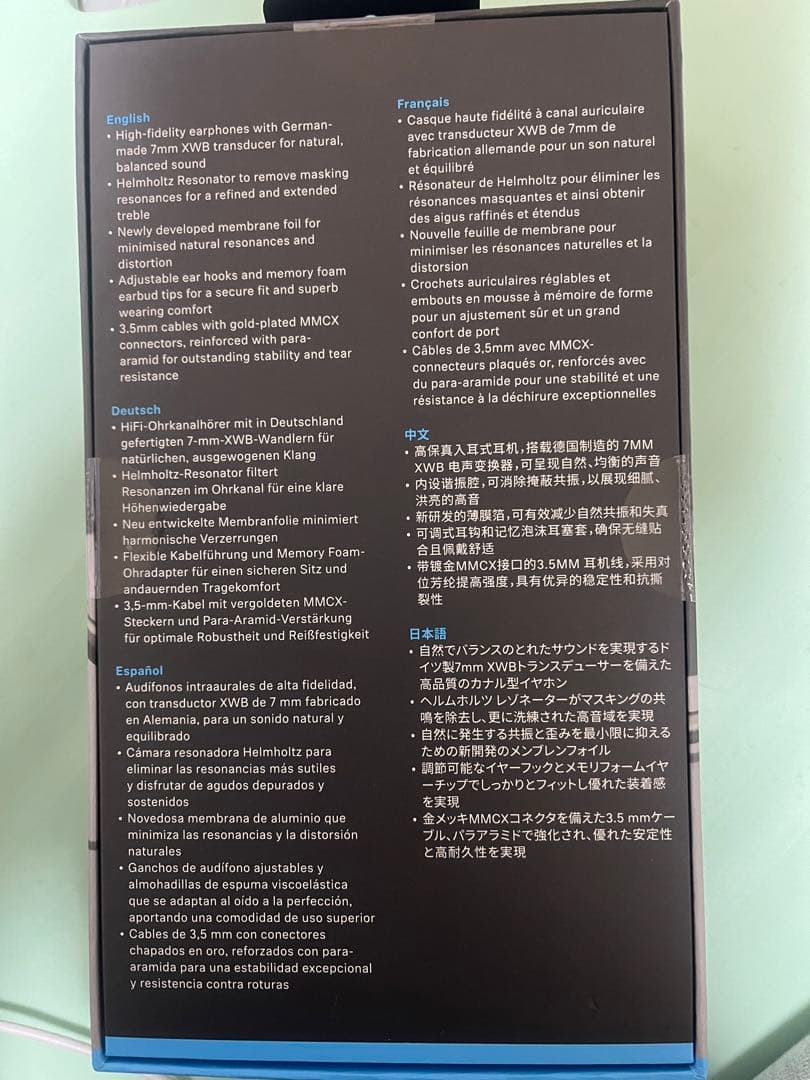 English
• High-fidelity earphones with German-
made 7mm XWB transducer for natural,
balanced sound
• Helmholtz Resonator to remove masking
resonances for a refined and extended
treble
• Newly developed membrane foil for
minimised natural resonances and
distortion
• Adjustable ear hooks and memory foam
earbud tips for a secure fit and superb
wearing comfort
• 3.5mm cables with gold-plated MMCX
connectors, reinforced with para-
aramid for outstanding stability and tear
resistance
Deutsch
• HiFi-Ohrkanalhörer mit in Deutschland
gefertigten 7-mm-XWB-Wandlern für
natürlichen, ausgewogenen Klang
• Helmholtz-Resonator filtert
Resonanzen im Ohrkanal für eine klare
Höhenwiedergabe
• Neu entwickelte Membranfolie minimiert
harmonische Verzerrungen
• Flexible Kabelführung und Memory Foam-
Ohradapter für einen sicheren Sitz und
andauernden Tragekomfort
• 3,5-mm-Kabel mit vergoldeten MMCX-
Steckern und Para-Aramid-Verstärkung
für optimale Robustheit und Reißfestigkeit
Español
• Audífonos intraaurales de alta fidelidad,
con transductor XWB de 7 mm fabricado
en Alemania, para un sonido natural y
equilibrado
• Cámara resonadora Helmholtz para
eliminar las resonancias más sutiles
y disfrutar de agudos depurados y
sostenidos
• Novedosa membrana de aluminio que
minimiza las resonancias y la distorsión
naturales
• Ganchos de audífono ajustables y
almohadillas de espuma viscoelástica
que se adaptan al oído a la perfección,
aportando una comodidad de uso superior
• Cables de 3,5 mm con conectores
chapados en oro, reforzados con para-
aramida para una estabilidad excepcional
y resistencia contra roturas
Français
• Casque haute fidélité à canal auriculaire
avec transducteur XWB de 7mm de
fabrication allemande pour un son naturel
et équilibré
• Résonateur de Helmholtz pour éliminer les
résonances masquantes et ainsi obtenir
des aigus raffinés et étendus
• Nouvelle feuille de membrane pour
minimiser les résonances naturelles et la
distorsion
• Crochets auriculaires réglables et
embouts en mousse à mémoire de forme
pour un ajustement sûr et un grand
confort de port
• Câbles de 3,5mm avec MMCX-
connecteurs plaqués or, renforcés avec
du para-aramide pour une stabilité et une
résistance à la déchirure exceptionnelles
中文
• 高保真入耳式耳机，搭载德国制造的 7MM
XWB 电声变换器，可呈现自然、均衡的声音
• 内设谐振腔，可消除掩蔽共振，以展现细腻、
洪亮的高音
• 新研发的薄膜箔，可有效减少自然共振和失真
• 可调式耳钩和记忆泡沫耳塞套，确保无缝贴
合且佩戴舒适
• 带镀金MMCX接口的3.5MM 耳机线，采用对
位芳纶提高强度，具有优异的稳定性和抗撕
裂性
日本語
• 自然でバランスのとれたサウンドを実現するド
イツ製7mm XWBトランスデューサーを備えた
高品質のカナル型イヤホン
• ヘルムホルツ レゾネーターがマスキングの共
鳴を除去し、更に洗練された高音域を実現
• 自然に発生する共振と歪みを最小限に抑える
ための新開発のメンブレンフォイル
• 調節可能なイヤーフックとメモリフォームイヤ
ーチップでしっかりとフィットし優れた装着感
を実現
• 金メッキMMCXコネクタを備えた3.5 mmケー
ブル、パラアラミドで強化され、優れた安定性
と高耐久性を実現